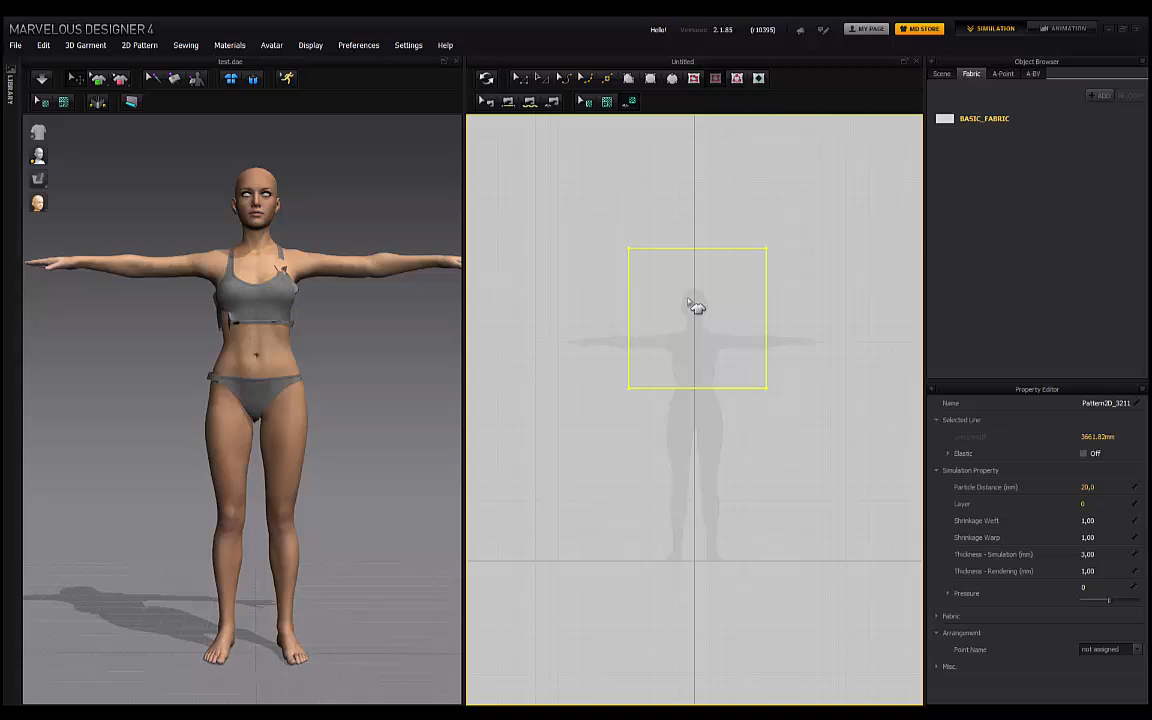 MARVELOUS DESIGNER 4
Hello! Version: 2.1.85 (r10395) MY PAGE MD STORE SIMULATION ANIMATION
File Edit 3D Garment 2D Pattern Sewing Materials Avatar Display Preferences Settings Help
test.dae Untitled Object Browser
LIBRARY
Scene Fabric A-Point A-BV
+ ADD
BASIC_FABRIC
Property Editor
Name Pattern2D_3211
Selected Line
3661.82mm
Elastic Off
Simulation Property
Particle Distance (mm) 20,0
Layer 0
Shrinkage Weft 1,00
Shrinkage Warp 1,00
Thickness - Simulation (mm) 3,00
Thickness - Rendering (mm) 1,00
Pressure 0
Fabric
Arrangement
Point Name not assigned
Misc.